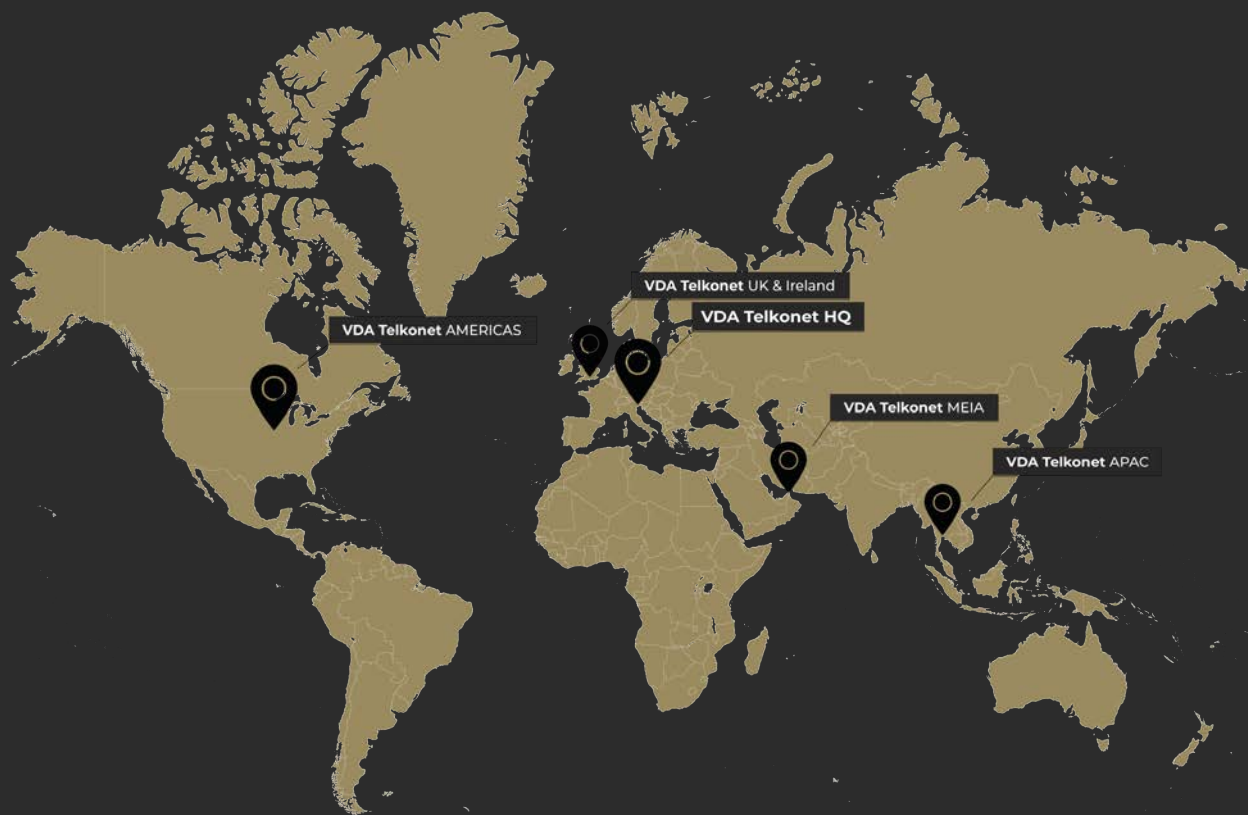 VDA Telkonet UK & Ireland
VDA Telkonet HQ
VDA Telkonet AMERICAS
VDA Telkonet MEIA
VDA Telkonet APAC